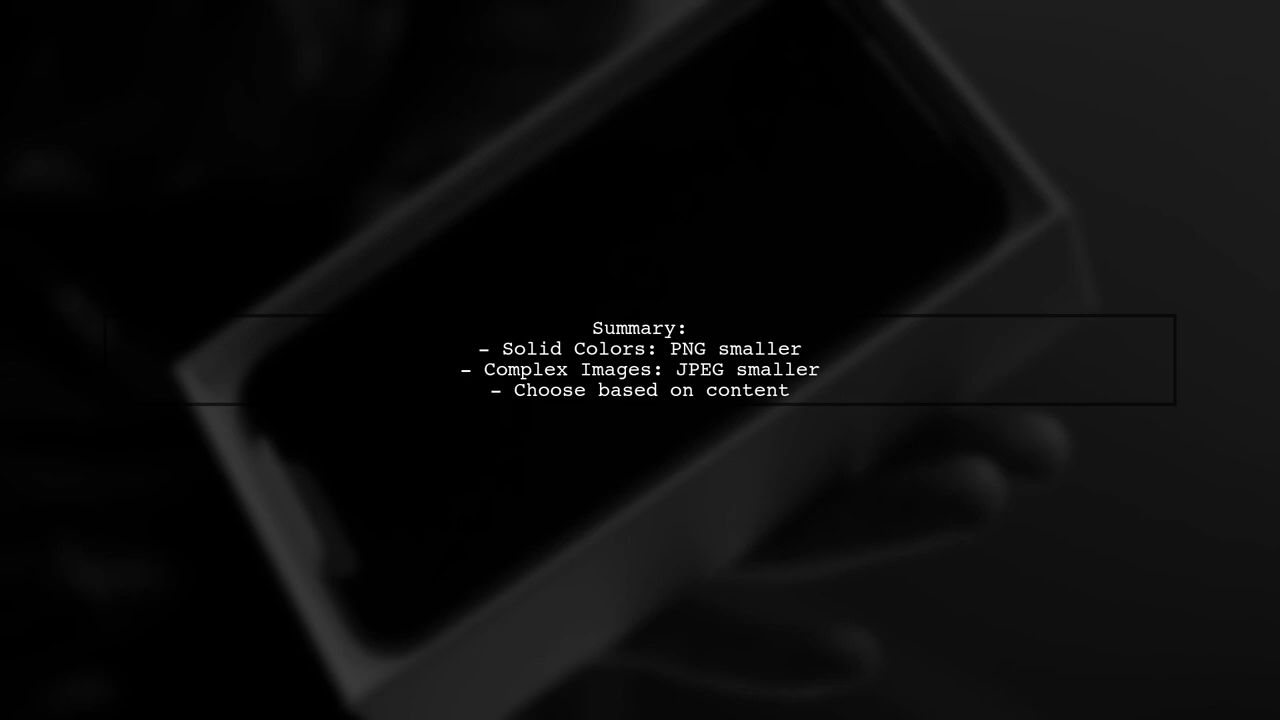 Summary:
- Solid Colors: PNG smaller
- Complex Images: JPEG smaller
- Choose based on content